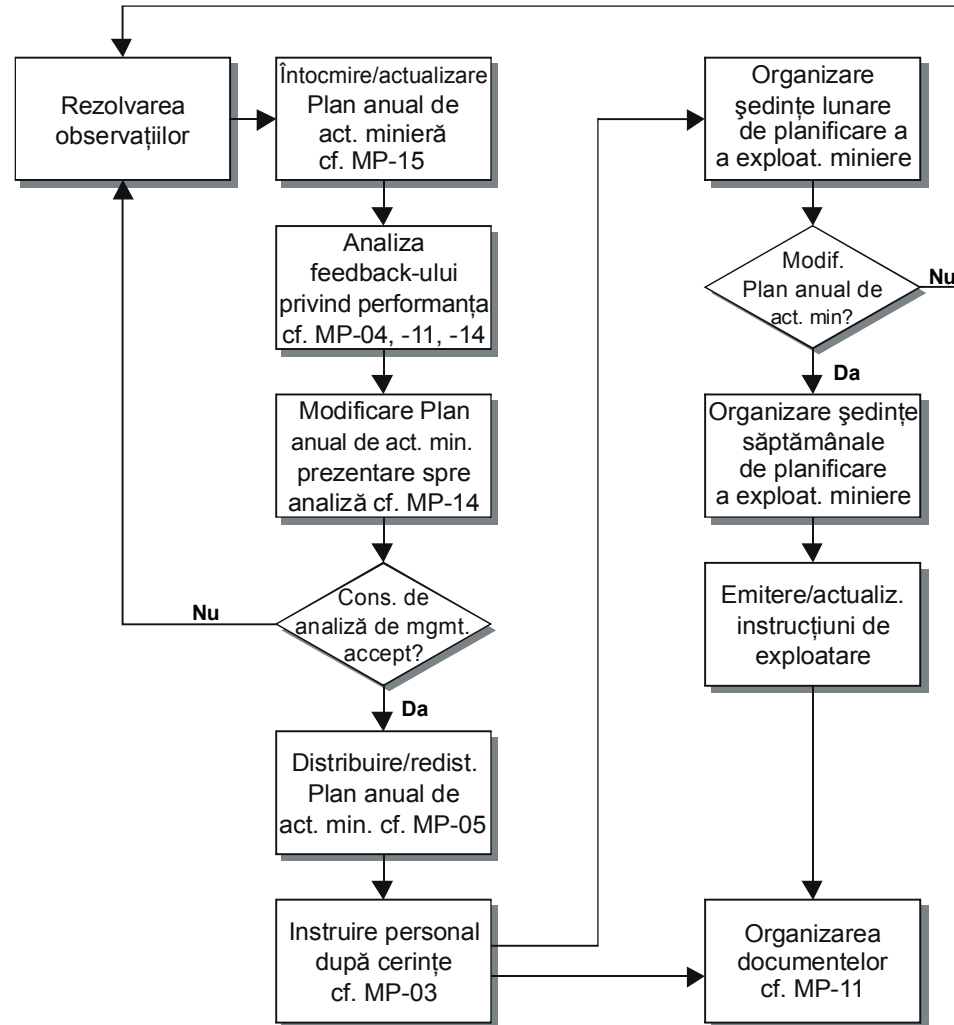 Rezolvarea
observațiilor
Întocmire/actualizare
Plan anual de
act. minieră
cf. MP-15
Analiza
feedback-ului
privind performanța
cf. MP-04, -11, -14
Modificare Plan
anual de act. min.
prezentare spre
analiză cf. MP-14
Cons. de
analiză de mgmt.
accept?
Nu
Da
Distribuire/redist.
Plan anual de
act. min. cf. MP-05
Instruire personal
după cerințe
cf. MP-03
Organizare
şedințe lunare
de planificare a
a exploat. miniere
Modif.
Plan anual de
act. min?
Nu
Da
Organizare şedințe
săptămânale
de planificare
a exploat. miniere
Emitere/actualiz.
instrucțiuni de
exploatare
Organizarea
documentelor
cf. MP-11